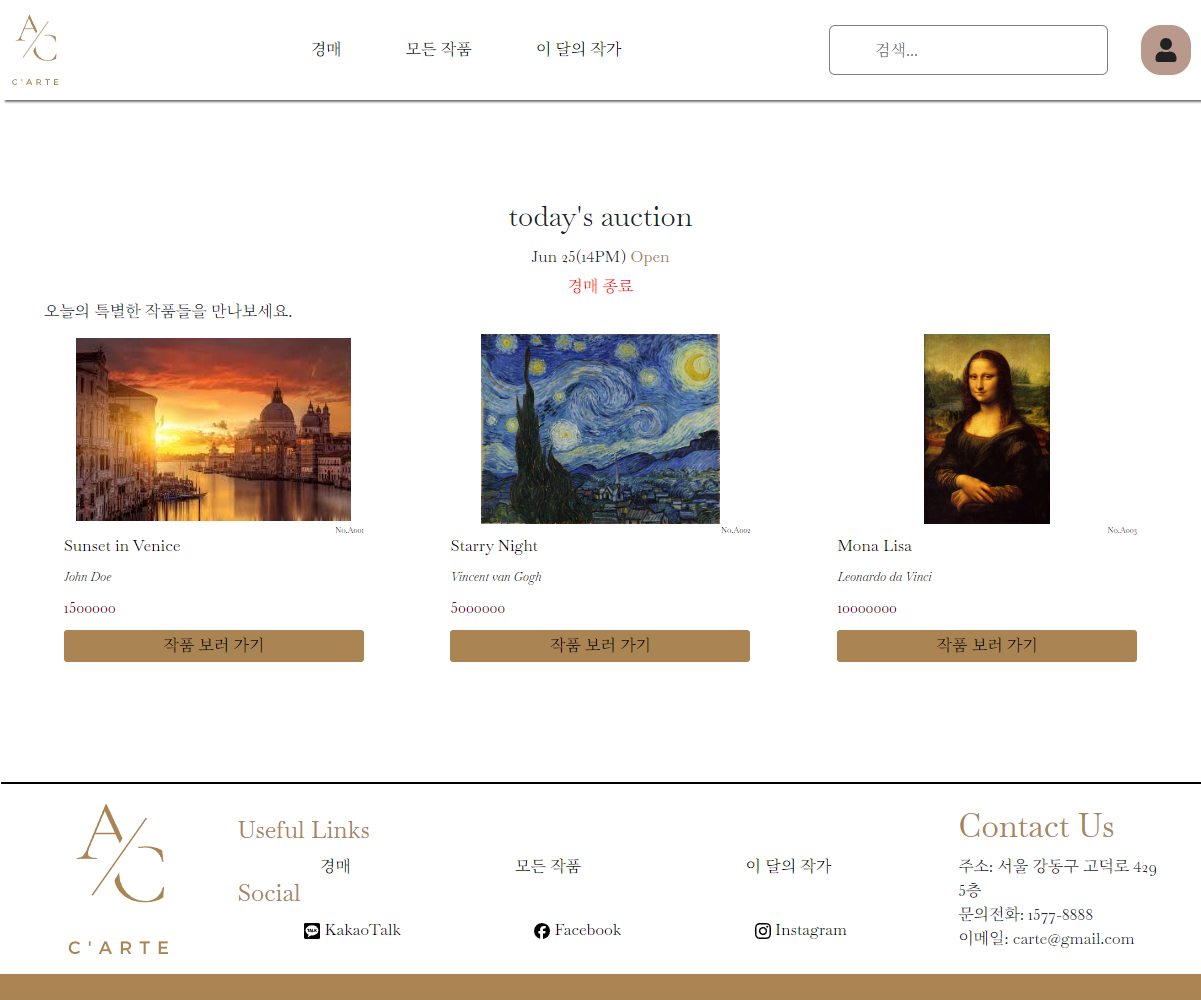 A/C
C'ARTE
경매
모든 작품
이 달의 작가
검색...
today's auction
Jun 25(14PM) Open
경매 종료
오늘의 특별한 작품들을 만나보세요.
No.A001
Sunset in Venice
John Doe
1500000
작품 보러 가기
No.A002
Starry Night
Vincent van Gogh
5000000
작품 보러 가기
No.A003
Mona Lisa
Leonardo da Vinci
10000000
작품 보러 가기
A/C
C'ARTE
Useful Links
경매
모든 작품
이 달의 작가
Social
TALK
KakaoTalk
Facebook
Instagram
Contact Us
주소: 서울 강동구 고덕로 429
5층
문의전화: 1577-8888
이메일: carte@gmail.com